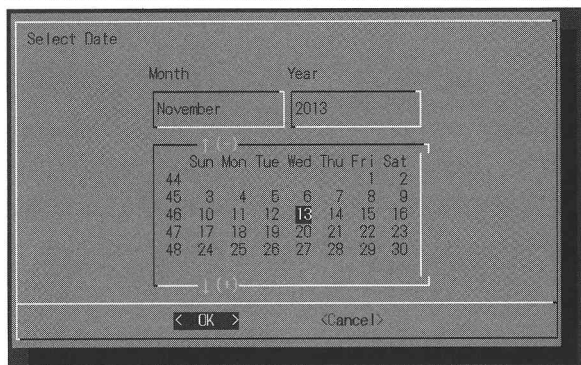 Select Date
Month Year
November 2013
↑(-)
Sun Mon Tue Wed Thu Fri Sat
44 1 2
45 3 4 5 6 7 8 9
46 10 11 12 13 14 15 16
47 17 18 19 20 21 22 23
48 24 25 26 27 28 29 30
↓(+)
< OK > <Cancel>